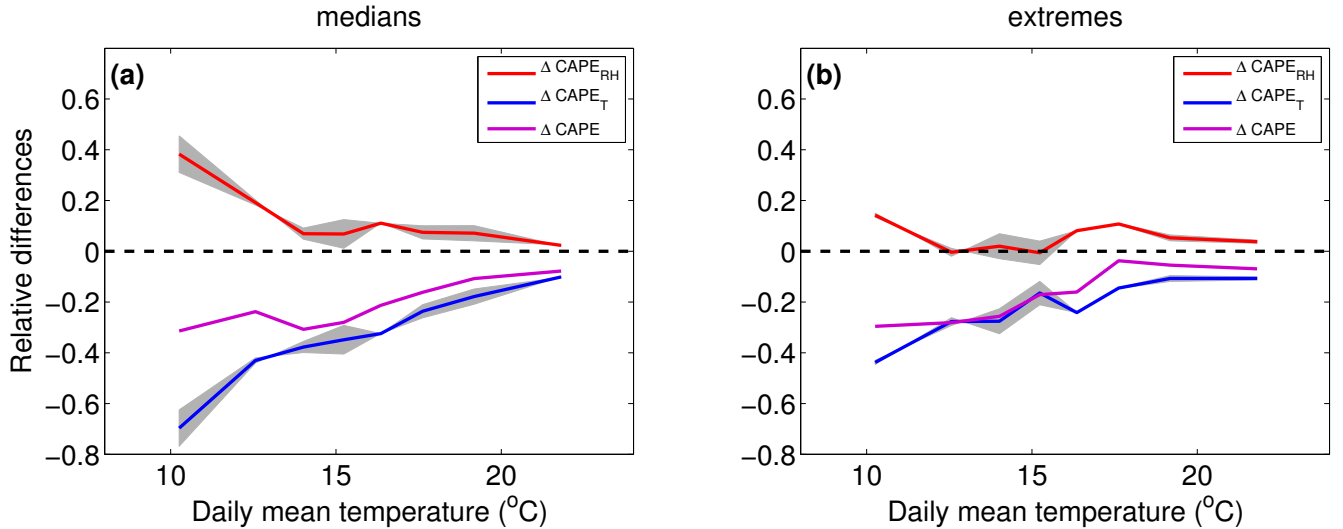 medians
(a)
Δ CAPE_RH
Δ CAPE_T
Δ CAPE
0.6
0.4
0.2
0
−0.2
−0.4
−0.6
−0.8
Relative differences
10 15 20
Daily mean temperature (°C)
extremes
(b)
Δ CAPE_RH
Δ CAPE_T
Δ CAPE
0.6
0.4
0.2
0
−0.2
−0.4
−0.6
−0.8
10 15 20
Daily mean temperature (°C)